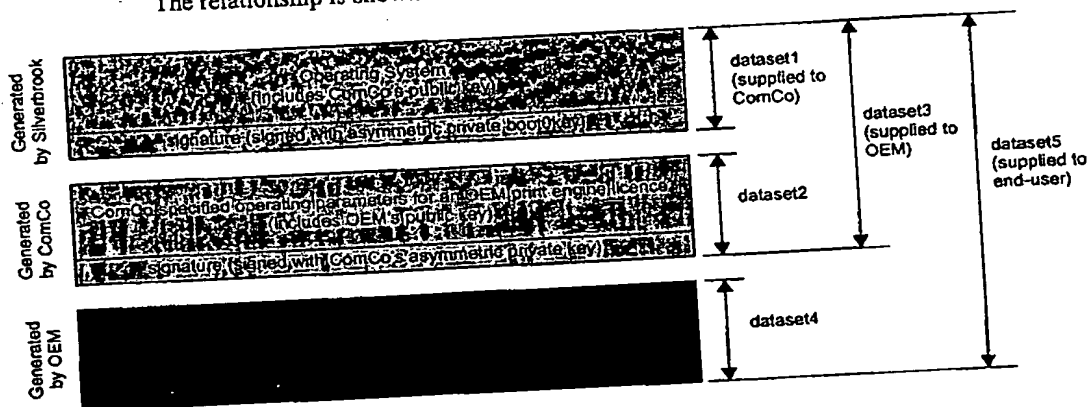 The relationship is shown
Generated
by Silverbrook
Operating System
(includes ComCo's public key)
signature (signed with asymmetric private boot0key)
dataset1
(supplied to
ComCo)
dataset3
(supplied to
OEM)
dataset5
(supplied to
end-user)
Generated
by ComCo
ComCo specified operating parameters for an OEM print engine licence
(includes OEM's public key)
signature (signed with ComCo's asymmetric private key)
dataset2
Generated
by OEM
dataset4